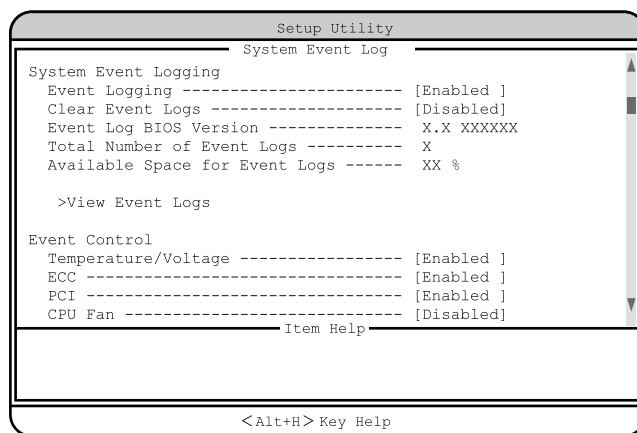 Setup Utility
System Event Log
System Event Logging
Event Logging ----------------------- [Enabled ]
Clear Event Logs -------------------- [Disabled]
Event Log BIOS Version -------------- X.X XXXXXX
Total Number of Event Logs ---------- X
Available Space for Event Logs ------ XX %
>View Event Logs
Event Control
Temperature/Voltage ----------------- [Enabled ]
ECC --------------------------------- [Enabled ]
PCI --------------------------------- [Enabled ]
CPU Fan ----------------------------- [Disabled]
Item Help
<Alt+H> Key Help